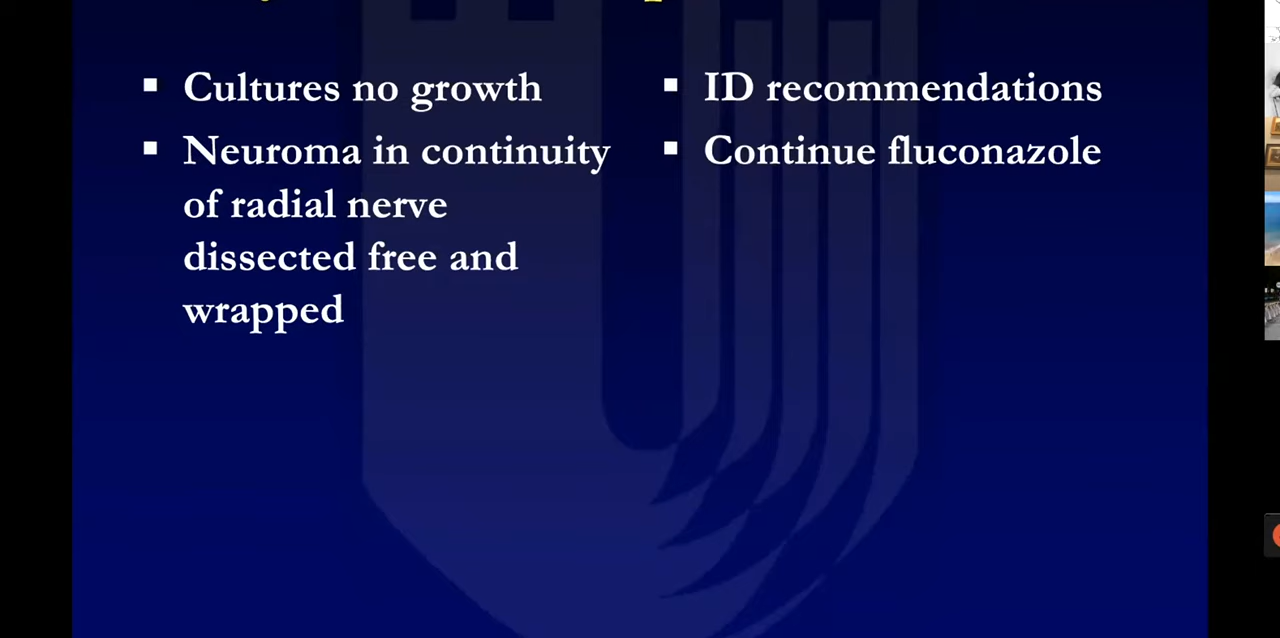 Cultures no growth
Neuroma in continuity
of radial nerve
dissected free and
wrapped
ID recommendations
Continue fluconazole